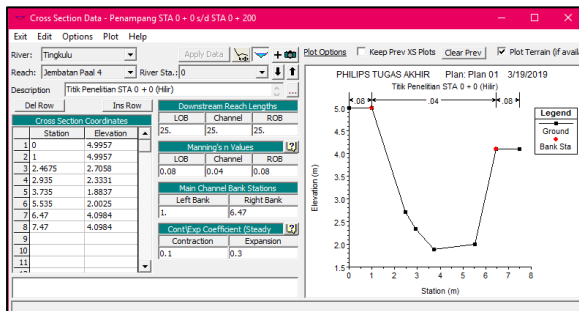 Cross Section Data - Penampang STA 0 + 0 s/d STA 0 + 200
Exit Edit Options Plot Help
River: Tingkulu Apply Data
Reach: Jembatan Paal 4 River Sta.: 0
Description Titik Penelitian STA 0 + 0 (Hilir) ...
Del Row Ins Row
Cross Section Coordinates
Station Elevation
1 0 4.9957
2 1 4.9957
3 2.4675 2.7058
4 2.935 2.3331
5 3.735 1.8837
6 5.535 2.0025
7 6.47 4.0984
8 7.47 4.0984
9
10
11
Downstream Reach Lengths
LOB Channel ROB
25. 25. 25.
Manning's n Values
LOB Channel ROB
0.08 0.04 0.08
Main Channel Bank Stations
Left Bank Right Bank
1. 6.47
Cont\Exp Coefficient (Steady
Contraction Expansion
0.1 0.3
Plot Options Keep Prev XS Plots Clear Prev Plot Terrain (if availa
PHILIPS TUGAS AKHIR Plan: Plan 01 3/19/2019
Titik Penelitian STA 0 + 0 (Hilir)
.08 .04 .08
Legend
Ground
Bank Sta
Elevation (m)
5.0
4.5
4.0
3.5
3.0
2.5
2.0
1.5
0 1 2 3 4 5 6 7 8
Station (m)